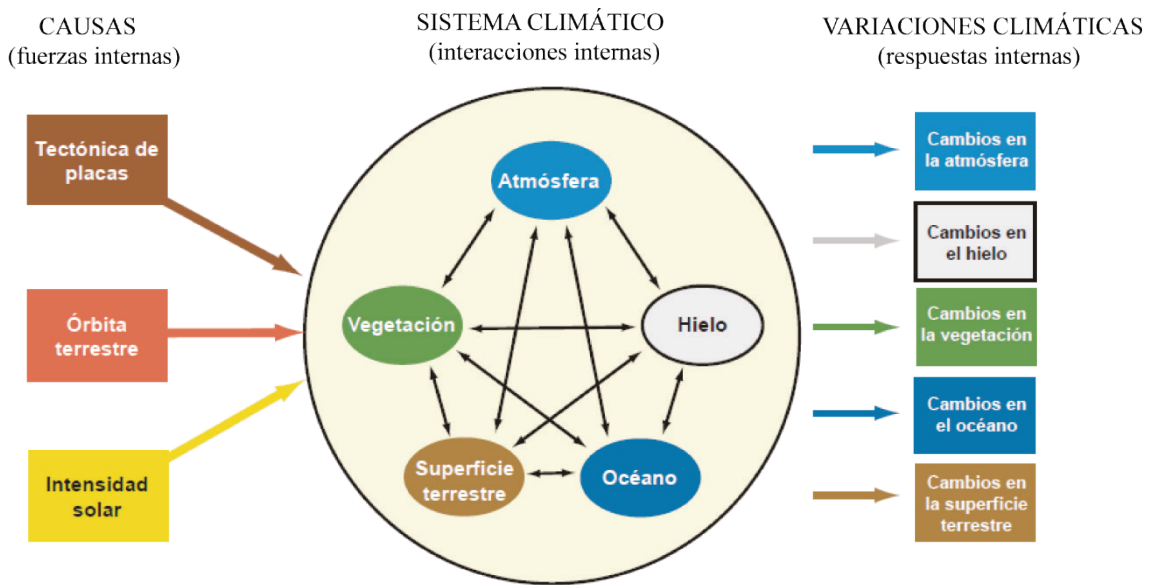 CAUSAS
(fuerzas internas)
SISTEMA CLIMÁTICO
(interacciones internas)
VARIACIONES CLIMÁTICAS
(respuestas internas)
Tectónica de
placas
Órbita
terrestre
Intensidad
solar
Atmósfera
Vegetación
Hielo
Superficie
terrestre
Océano
Cambios en
la atmósfera
Cambios en
el hielo
Cambios en
la vegetación
Cambios en
el océano
Cambios en
la superficie
terrestre